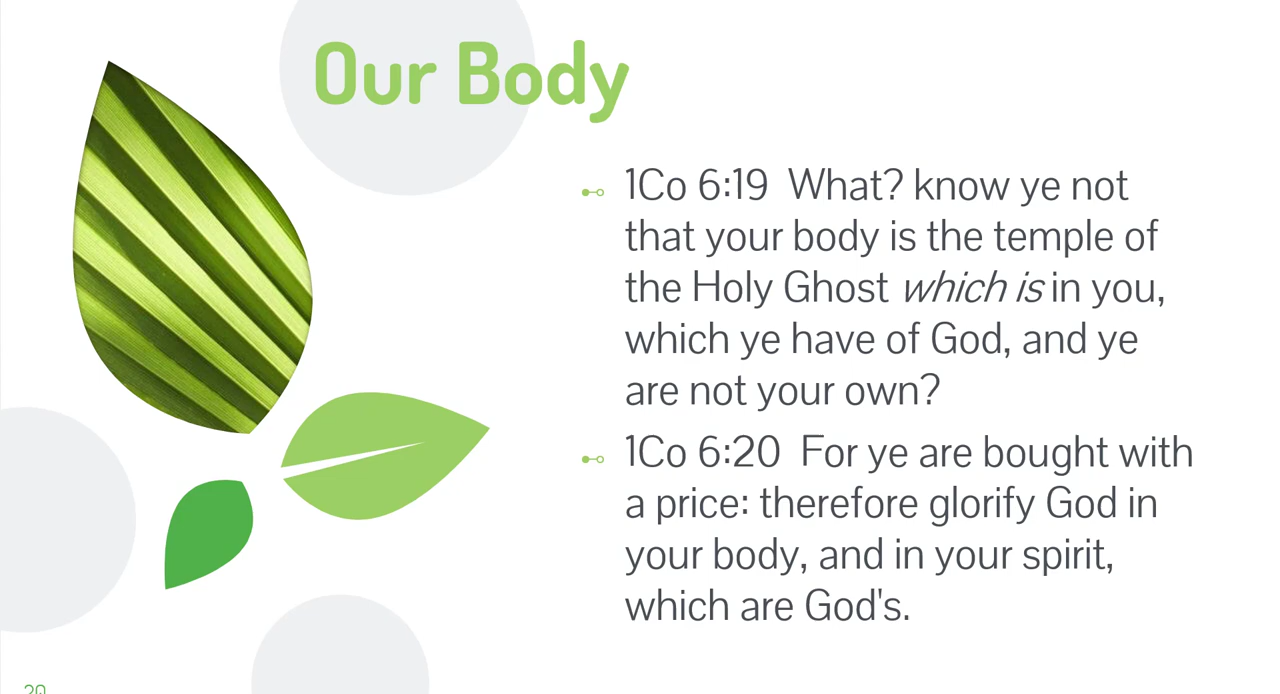 Our Body
1Co 6:19  What? know ye not
that your body is the temple of
the Holy Ghost which is in you,
which ye have of God, and ye
are not your own?
1Co 6:20  For ye are bought with
a price: therefore glorify God in
your body, and in your spirit,
which are God's.
20